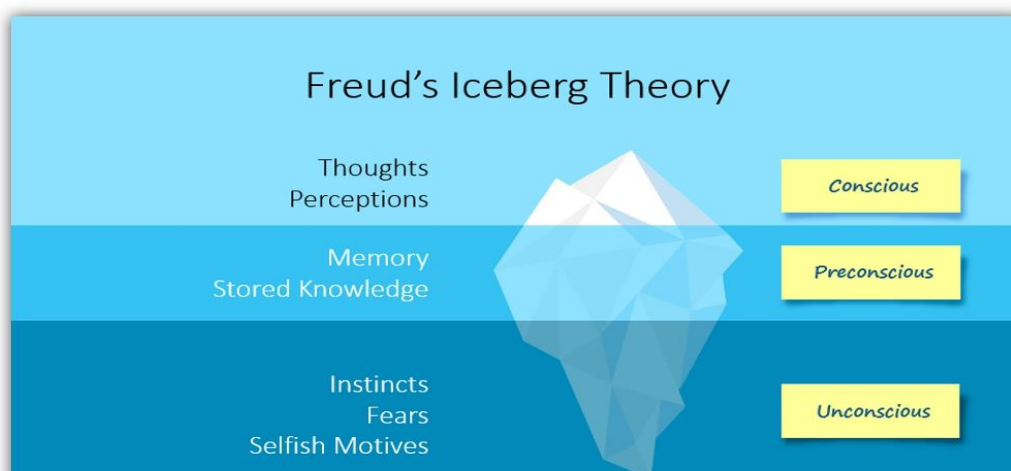 Freud's Iceberg Theory
Thoughts
Perceptions
Conscious
Memory
Stored Knowledge
Preconscious
Instincts
Fears
Selfish Motives
Unconscious